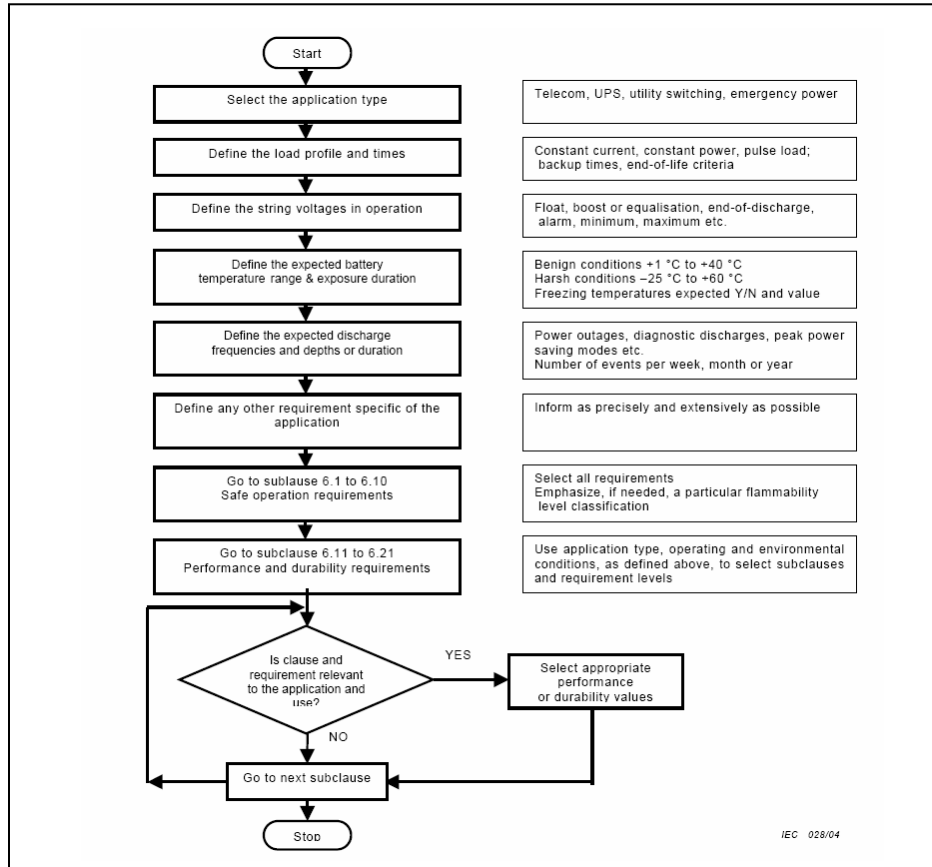 Start
Select the application type
Telecom, UPS, utility switching, emergency power
Define the load profile and times
Constant current, constant power, pulse load;
backup times, end-of-life criteria
Define the string voltages in operation
Float, boost or equalisation, end-of-discharge,
alarm, minimum, maximum etc.
Define the expected battery
temperature range & exposure duration
Benign conditions +1 °C to +40 °C
Harsh conditions –25 °C to +60 °C
Freezing temperatures expected Y/N and value
Define the expected discharge
frequencies and depths or duration
Power outages, diagnostic discharges, peak power
saving modes etc.
Number of events per week, month or year
Define any other requirement specific of the
application
Inform as precisely and extensively as possible
Go to sublause 6.1 to 6.10
Safe operation requirements
Select all requirements
Emphasize, if needed, a particular flammability
level classification
Go to subclause 6.11 to 6.21
Performance and durability requirements
Use application type, operating and environmental
conditions, as defined above, to select subclauses
and requirement levels
Is clause and
requirement relevant
to the application and
use?
YES
Select appropriate
performance
or durability values
NO
Go to next subclause
Stop
IEC 028/04